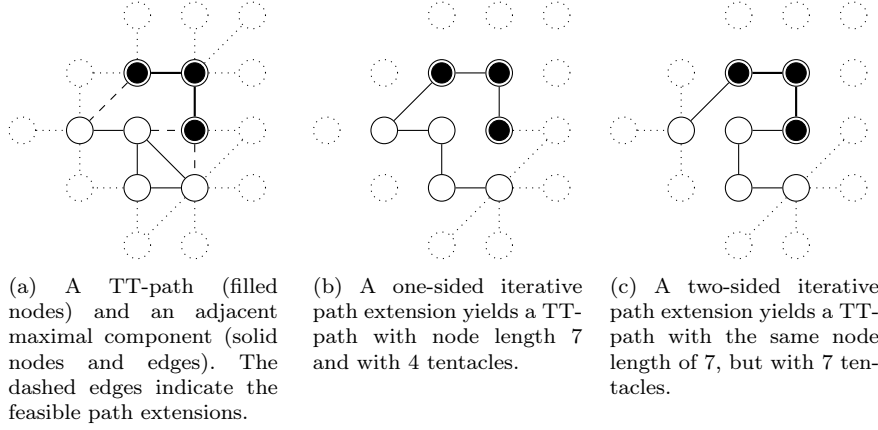 (a) A TT-path (filled
nodes) and an adjacent
maximal component (solid
nodes and edges). The
dashed edges indicate the
feasible path extensions.
(b) A one-sided iterative
path extension yields a TT-
path with node length 7
and with 4 tentacles.
(c) A two-sided iterative
path extension yields a TT-
path with the same node
length of 7, but with 7 ten-
tacles.